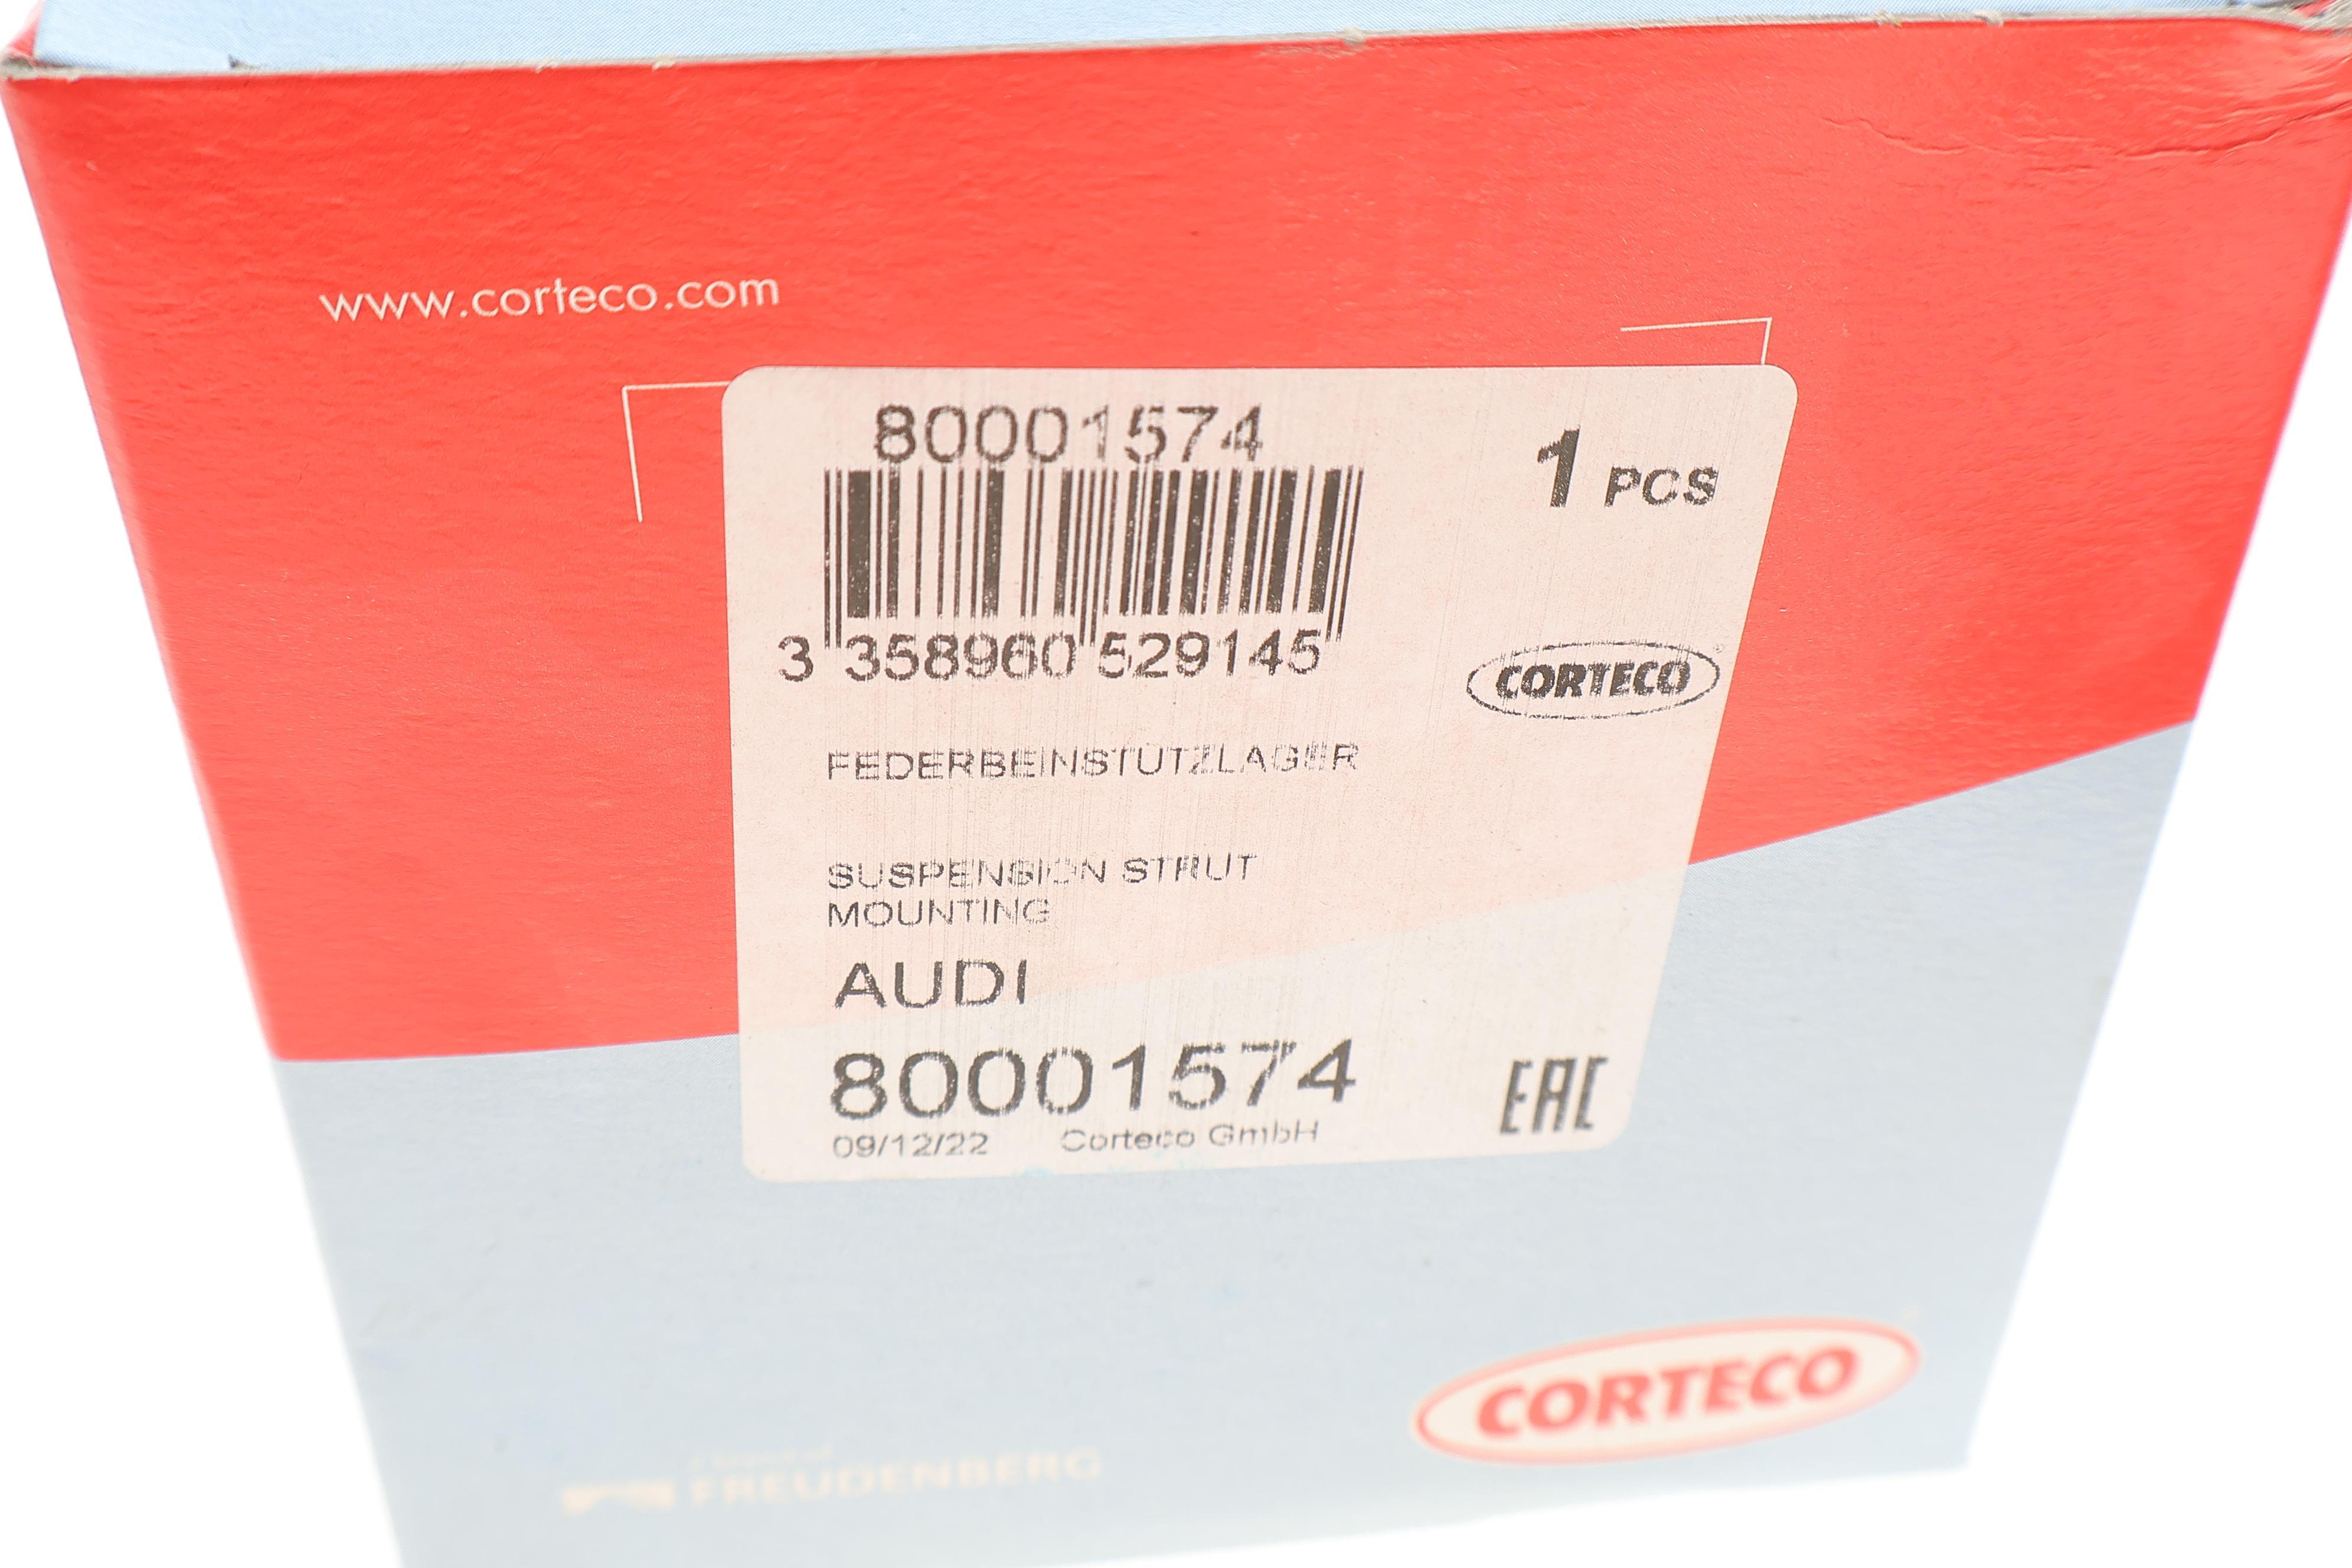 www.corteco.com
80001574
1 PCS
3 358960 529145
CORTECO
FEDERBEINSTÜTZLAGER
SUSPENSION STRUT
MOUNTING
AUDI
80001574
EAC
09/12/22 Corteco GmbH
CORTECO
FREUDENBERG